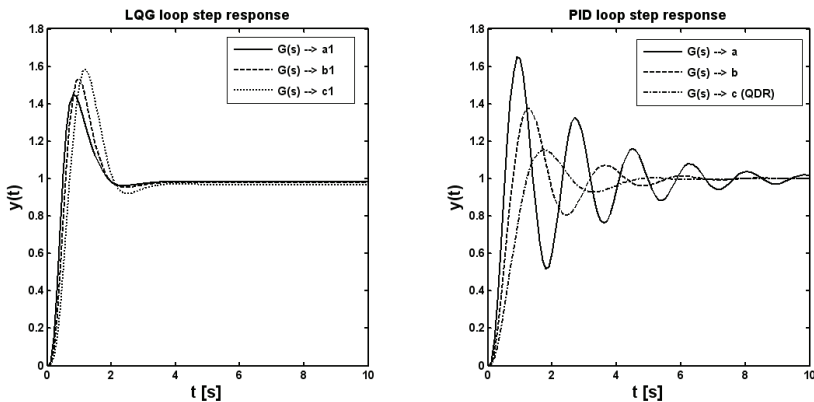 LQG loop step response
1.8
1.6
1.4
1.2
1
0.8
0.6
0.4
0.2
0
y(t)
G(s) --> a1
G(s) --> b1
G(s) --> c1
0 2 4 6 8 10
t [s]
PID loop step response
1.8
1.6
1.4
1.2
1
0.8
0.6
0.4
0.2
0
y(t)
G(s) --> a
G(s) --> b
G(s) --> c (QDR)
0 2 4 6 8 10
t [s]